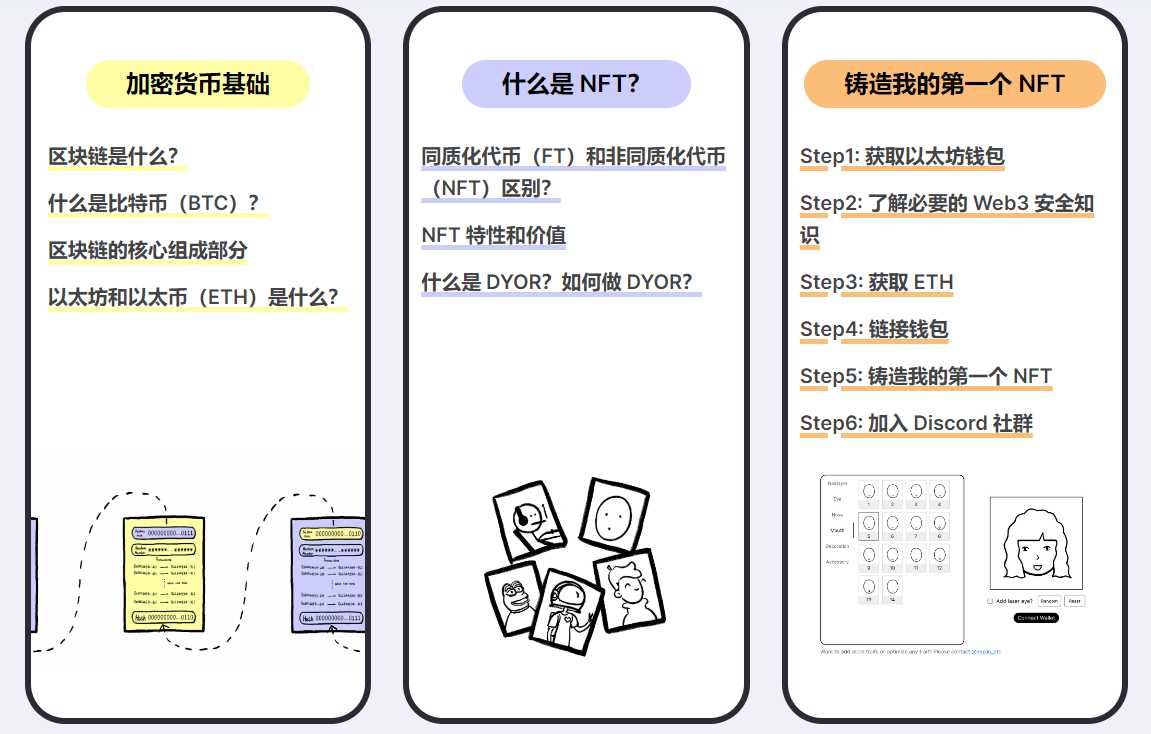 加密货币基础
区块链是什么?
什么是比特币（BTC）?
区块链的核心组成部分
以太坊和以太币（ETH）是什么?
000000000...0111
******...******
000000000...0110
Hash
000000000...0110
******...******
Hash
000000000...0111
什么是 NFT?
同质化代币（FT）和非同质化代币
（NFT）区别?
NFT 特性和价值
什么是 DYOR? 如何做 DYOR?
铸造我的第一个 NFT
Step1: 获取以太坊钱包
Step2: 了解必要的 Web3 安全知
识
Step3: 获取 ETH
Step4: 链接钱包
Step5: 铸造我的第一个 NFT
Step6: 加入 Discord 社群
Hairstyle
Eye
Nose
Mouth
Decoration
Accessory
1 2 3 4
5 6 7 8
9 10 11 12
13 14
Add laser eye? Random Reset
Connect Wallet
Want to add more traits or optimize any trait? Please contact